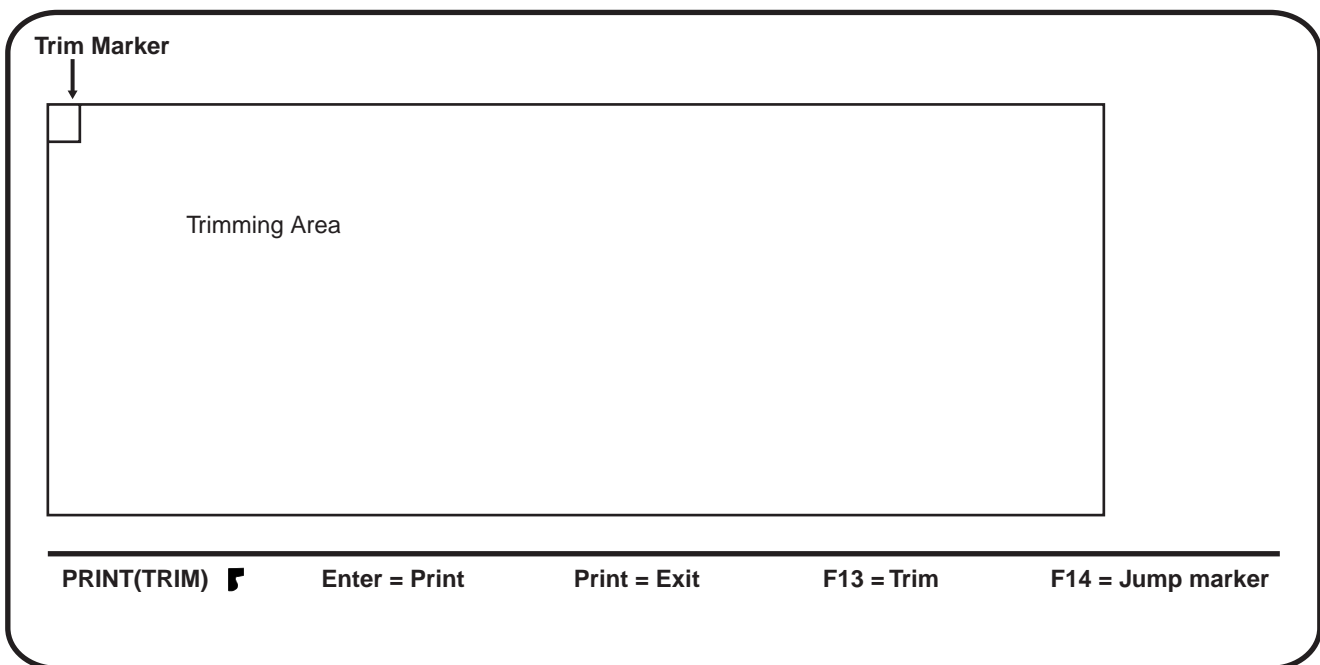 Trim Marker
Trimming Area
PRINT(TRIM) Enter = Print Print = Exit F13 = Trim F14 = Jump marker